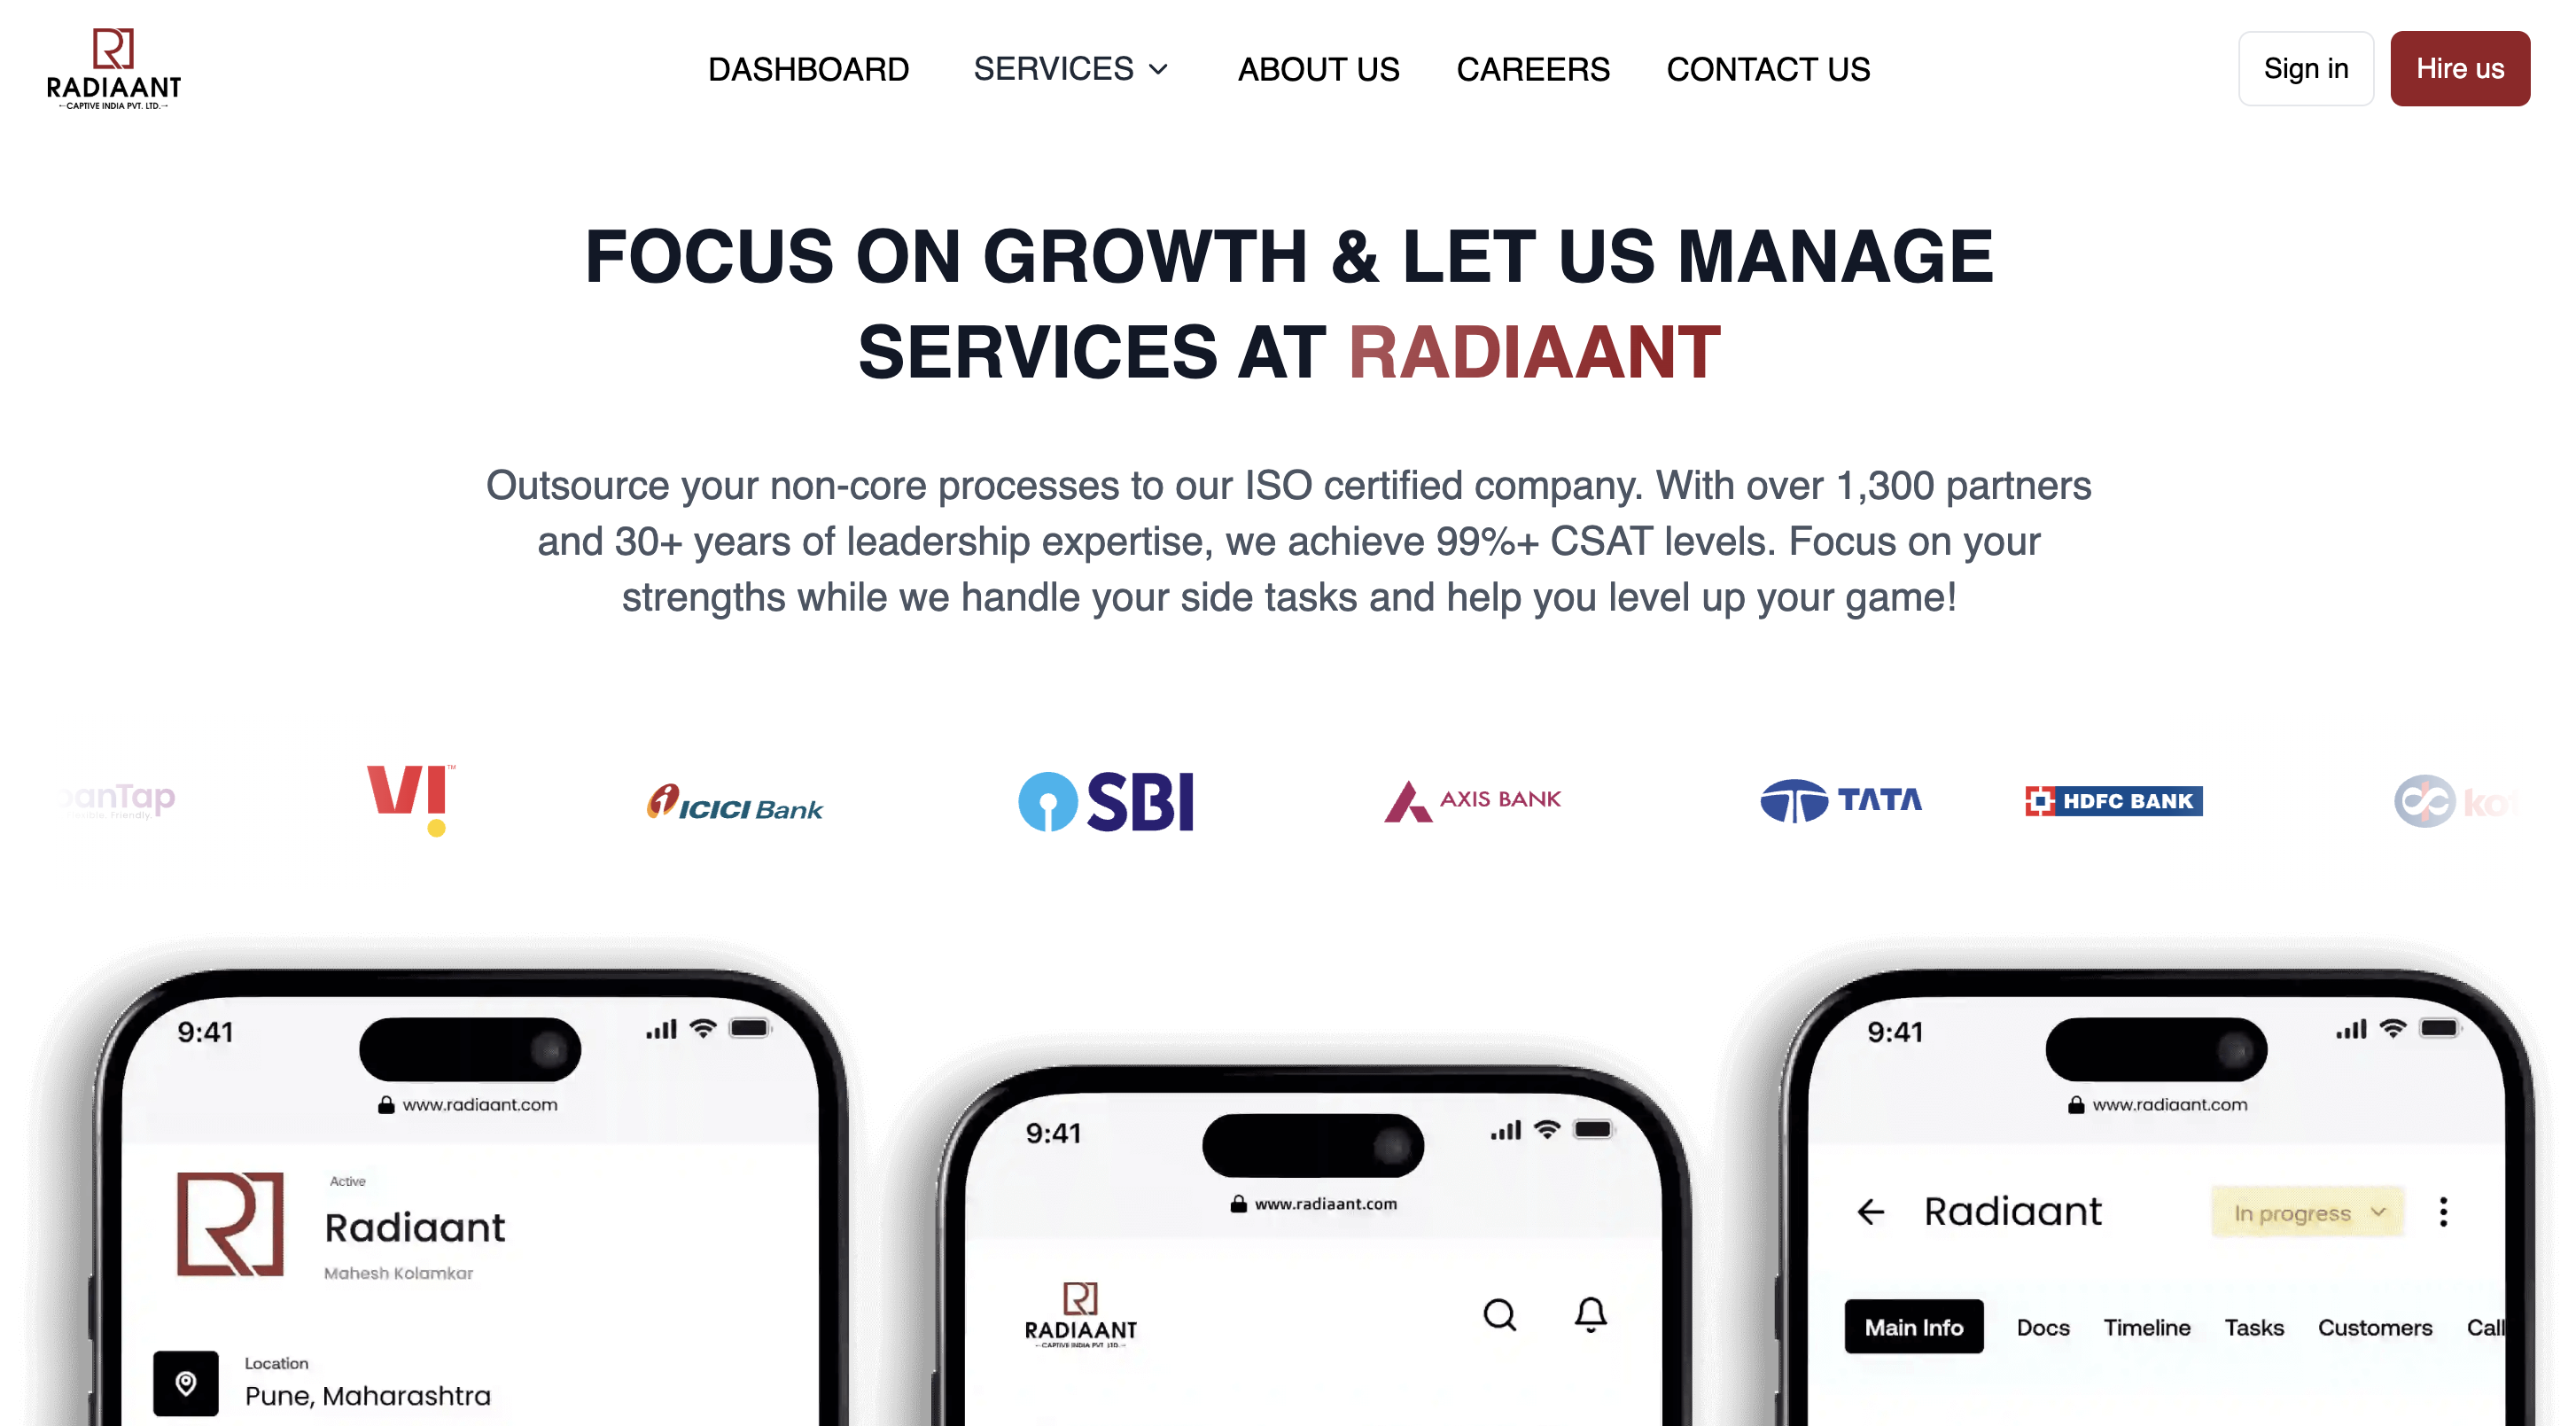 RADIAANT
CAPTIVE INDIA PVT. LTD.
DASHBOARD
SERVICES
ABOUT US
CAREERS
CONTACT US
Sign in
Hire us
FOCUS ON GROWTH & LET US MANAGE
SERVICES AT RADIAANT
Outsource your non-core processes to our ISO certified company. With over 1,300 partners
and 30+ years of leadership expertise, we achieve 99%+ CSAT levels. Focus on your
strengths while we handle your side tasks and help you level up your game!
anTap
Friendly.
VI™
ICICI Bank
SBI
AXIS BANK
TATA
HDFC BANK
ko
9:41
www.radiaant.com
Active
Radiaant
Mahesh Kolamkar
Location
Pune, Maharashtra
9:41
www.radiaant.com
RADIAANT
CAPTIVE INDIA PVT. LTD.
9:41
www.radiaant.com
Radiaant
In progress
Main Info
Docs
Timeline
Tasks
Customers
Call